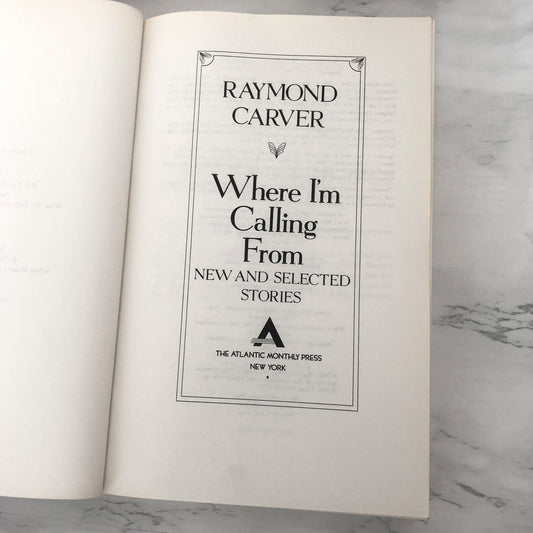 RAYMOND
CARVER
Where I'm
Calling
From
NEW AND SELECTED
STORIES
THE ATLANTIC MONTHLY PRESS
NEW YORK